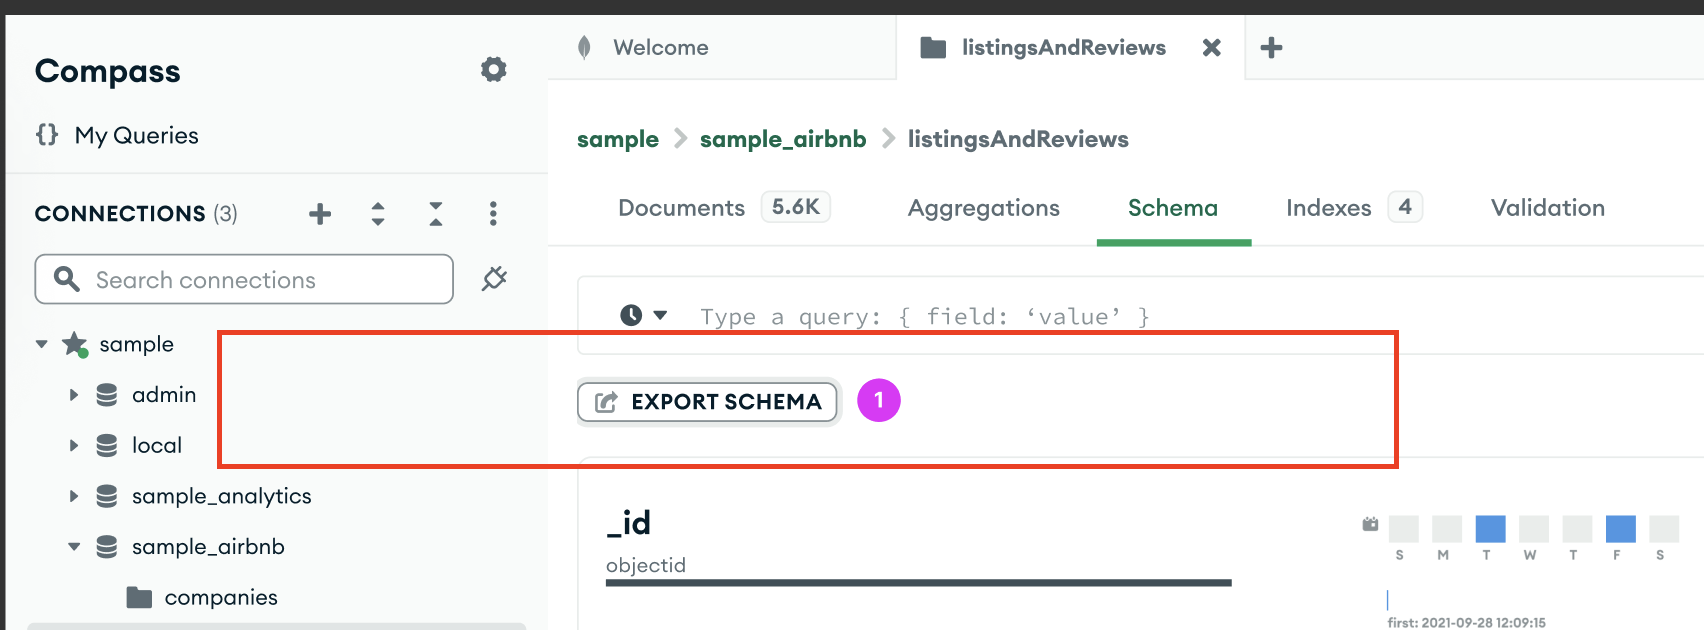 Compass
My Queries
CONNECTIONS (3)
Search connections
sample
admin
local
sample_analytics
sample_airbnb
companies
Welcome
listingsAndReviews
sample > sample_airbnb > listingsAndReviews
Documents 5.6K Aggregations Schema Indexes 4 Validation
Type a query: { field: ‘value’ }
EXPORT SCHEMA 1
_id
objectid
S M T W T F S
first: 2021-09-28 12:09:15